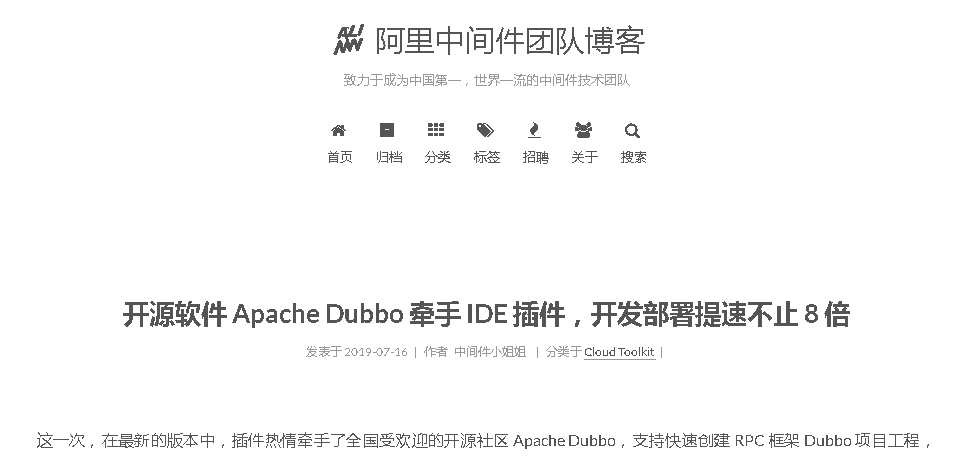 阿里中间件团队博客
致力于成为中国第一，世界一流的中间件技术团队
首页 归档 分类 标签 招聘 关于 搜索
开源软件 Apache Dubbo 牵手 IDE 插件，开发部署提速不止 8 倍
发表于 2019-07-16 | 作者 中间件小姐姐 | 分类于 Cloud Toolkit |
这一次，在最新的版本中，插件热情牵手了全国受欢迎的开源社区 Apache Dubbo，支持快速创建 RPC 框架 Dubbo 项目工程，